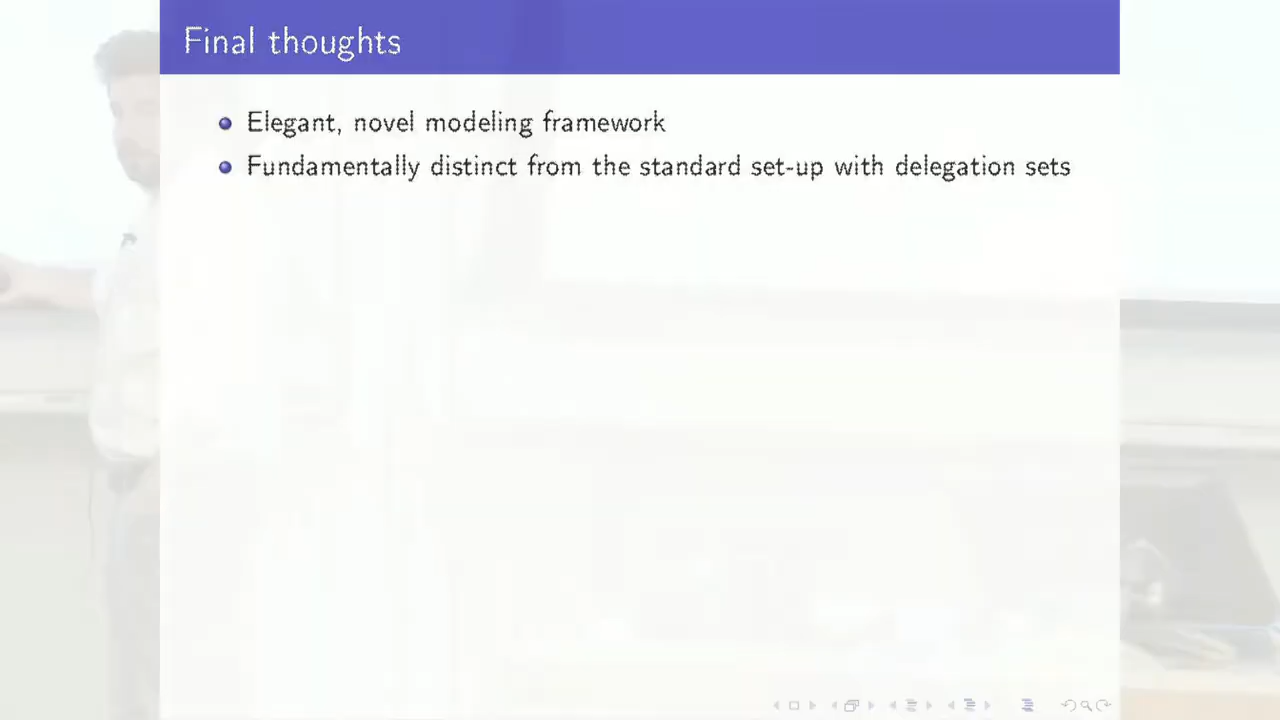 Final thoughts
Elegant, novel modeling framework
Fundamentally distinct from the standard set-up with delegation sets